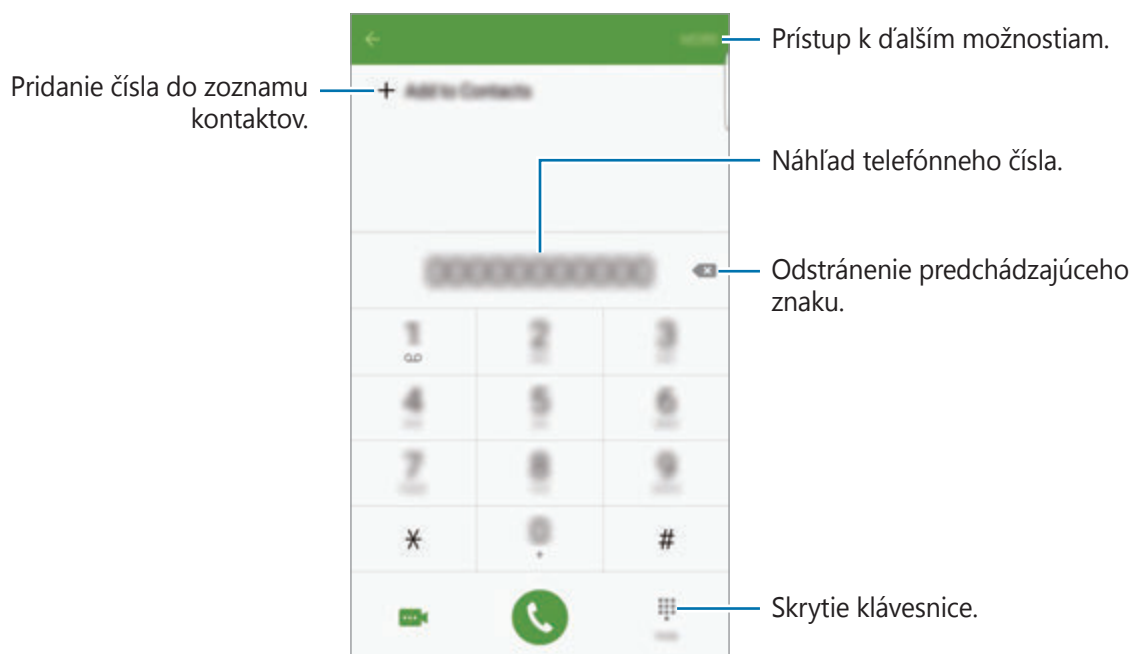 Prístup k ďalším možnostiam.
Pridanie čísla do zoznamu
kontaktov.
Add to Contacts
Náhľad telefónneho čísla.
Odstránenie predchádzajúceho
znaku.
1 2 3
4 5 6
7 8 9
* 0 #
+
Skrytie klávesnice.